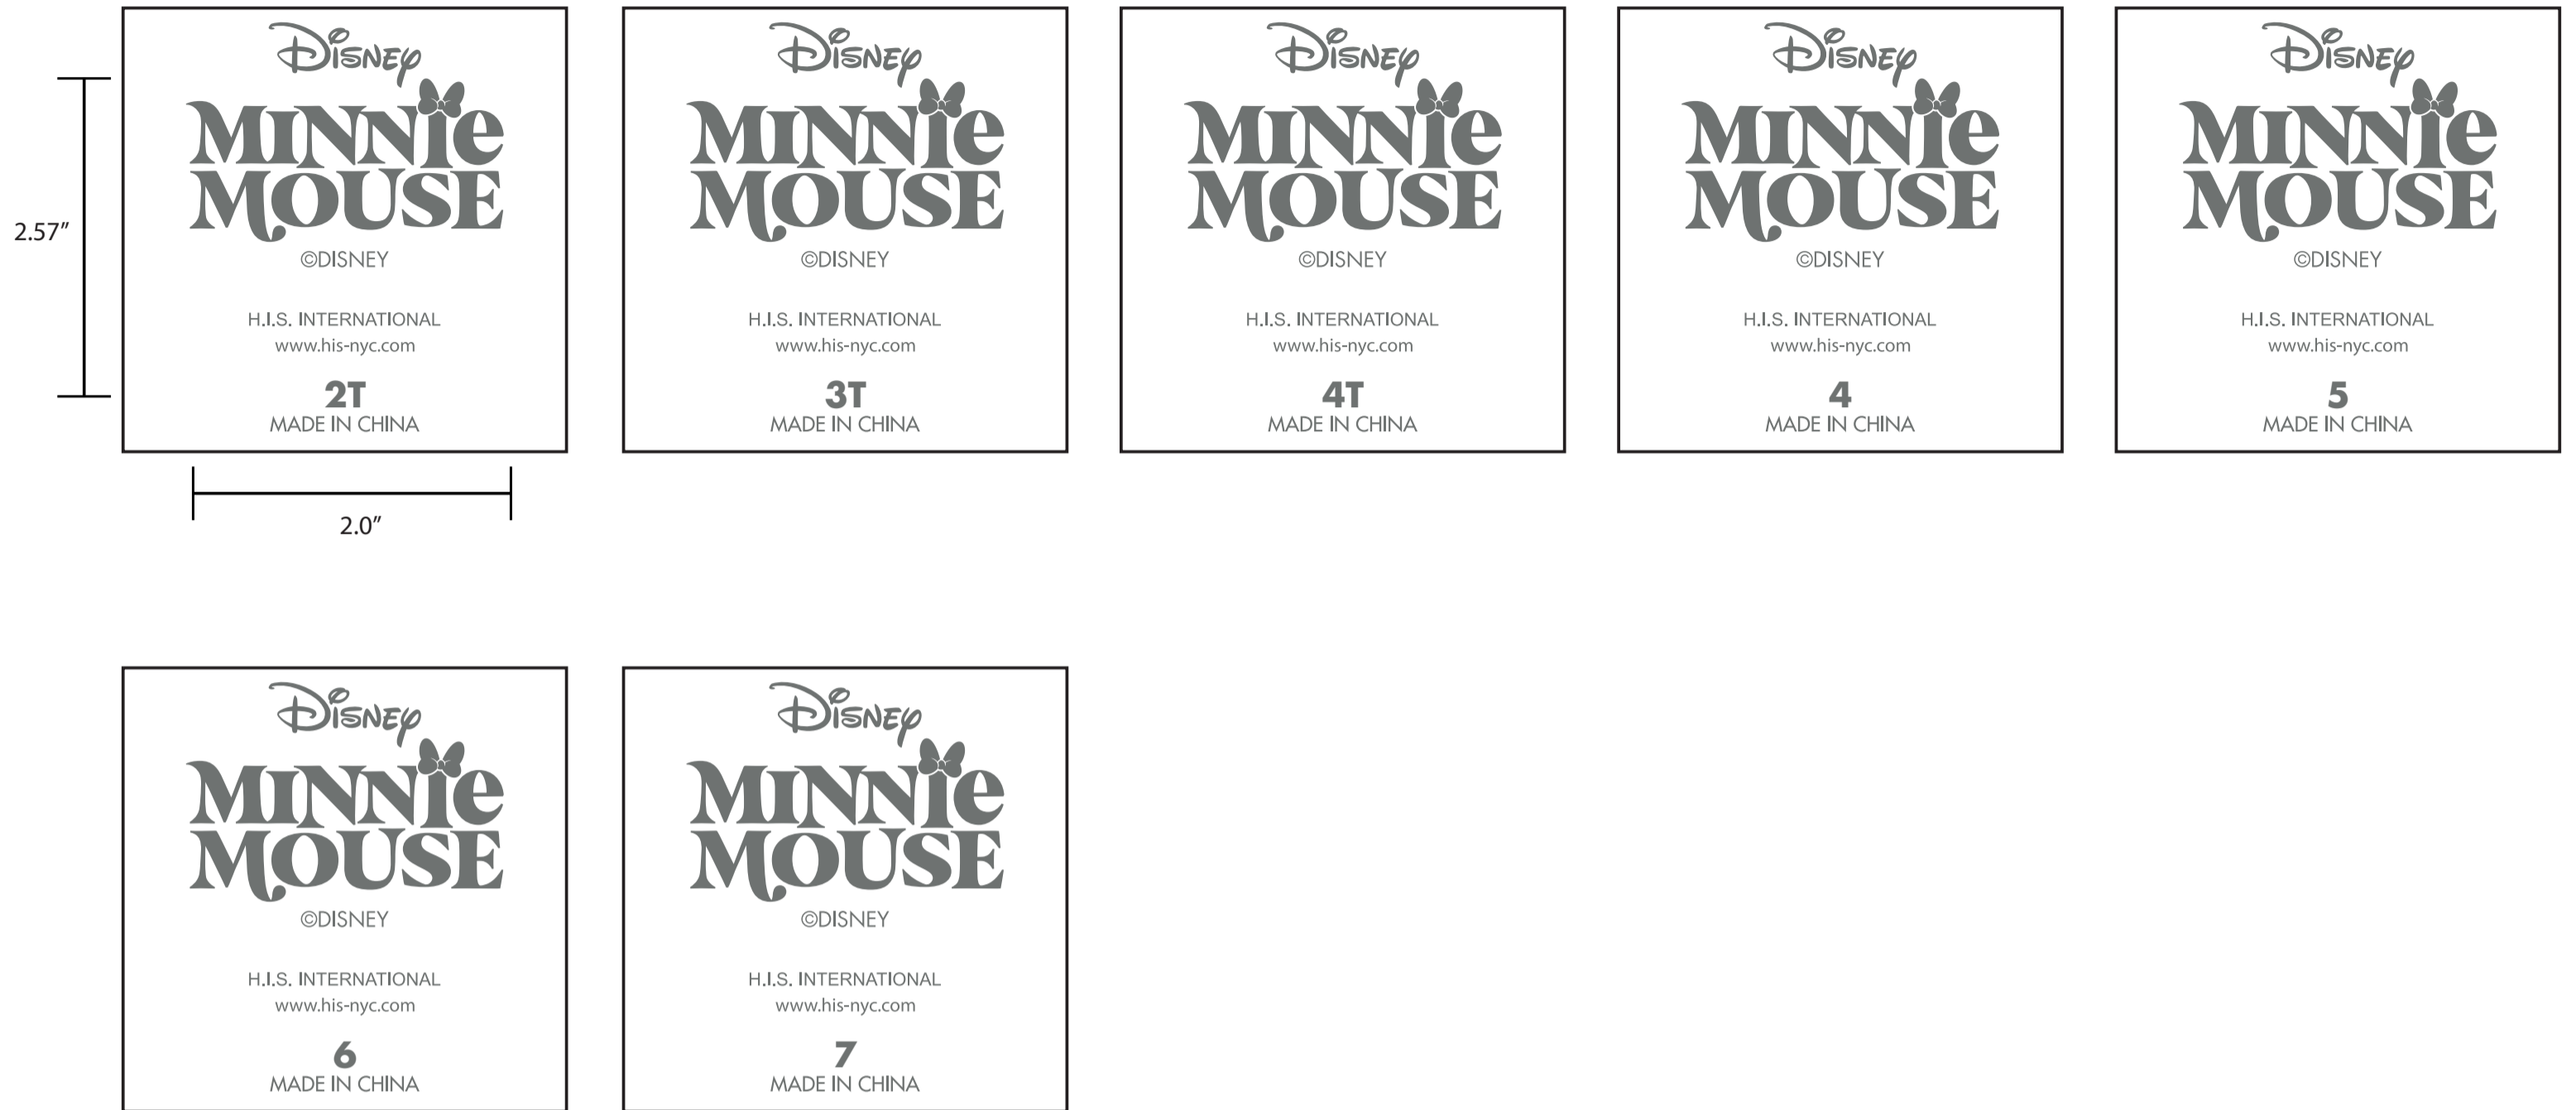 Disney
MINNie
MOUSE
©DISNEY
H.I.S. INTERNATIONAL
www.his-nyc.com
2T
MADE IN CHINA
Disney
MINNie
MOUSE
©DISNEY
H.I.S. INTERNATIONAL
www.his-nyc.com
3T
MADE IN CHINA
Disney
MINNie
MOUSE
©DISNEY
H.I.S. INTERNATIONAL
www.his-nyc.com
4T
MADE IN CHINA
Disney
MINNie
MOUSE
©DISNEY
H.I.S. INTERNATIONAL
www.his-nyc.com
4
MADE IN CHINA
Disney
MINNie
MOUSE
©DISNEY
H.I.S. INTERNATIONAL
www.his-nyc.com
5
MADE IN CHINA
2.57"
2.0"
Disney
MINNie
MOUSE
©DISNEY
H.I.S. INTERNATIONAL
www.his-nyc.com
6
MADE IN CHINA
Disney
MINNie
MOUSE
©DISNEY
H.I.S. INTERNATIONAL
www.his-nyc.com
7
MADE IN CHINA